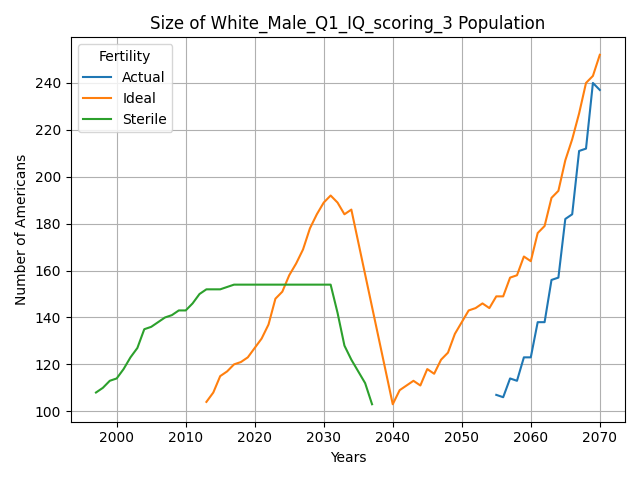 Size of White_Male_Q1_IQ_scoring_3 Population
Fertility
Actual
Ideal
Sterile
Number of Americans
240
220
200
180
160
140
120
100
2000 2010 2020 2030 2040 2050 2060 2070
Years